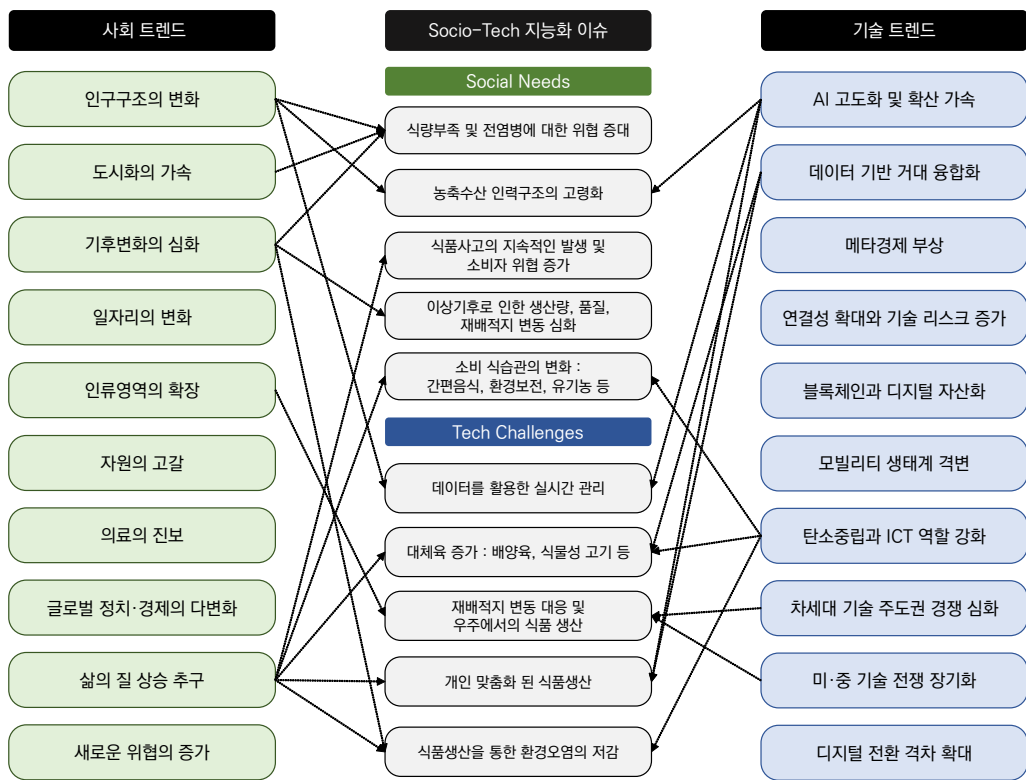 사회 트렌드
인구구조의 변화
도시화의 가속
기후변화의 심화
일자리의 변화
인류영역의 확장
자원의 고갈
의료의 진보
글로벌 정치·경제의 다변화
삶의 질 상승 추구
새로운 위협의 증가
Socio-Tech 지능화 이슈
Social Needs
식량부족 및 전염병에 대한 위협 증대
농축수산 인력구조의 고령화
식품사고의 지속적인 발생 및
소비자 위협 증가
이상기후로 인한 생산량, 품질,
재배적지 변동 심화
소비 식습관의 변화 :
간편음식, 환경보전, 유기농 등
Tech Challenges
데이터를 활용한 실시간 관리
대체육 증가 : 배양육, 식물성 고기 등
재배적지 변동 대응 및
우주에서의 식품 생산
개인 맞춤화 된 식품생산
식품생산을 통한 환경오염의 저감
기술 트렌드
AI 고도화 및 확산 가속
데이터 기반 거대 융합화
메타경제 부상
연결성 확대와 기술 리스크 증가
블록체인과 디지털 자산화
모빌리티 생태계 격변
탄소중립과 ICT 역할 강화
차세대 기술 주도권 경쟁 심화
미·중 기술 전쟁 장기화
디지털 전환 격차 확대